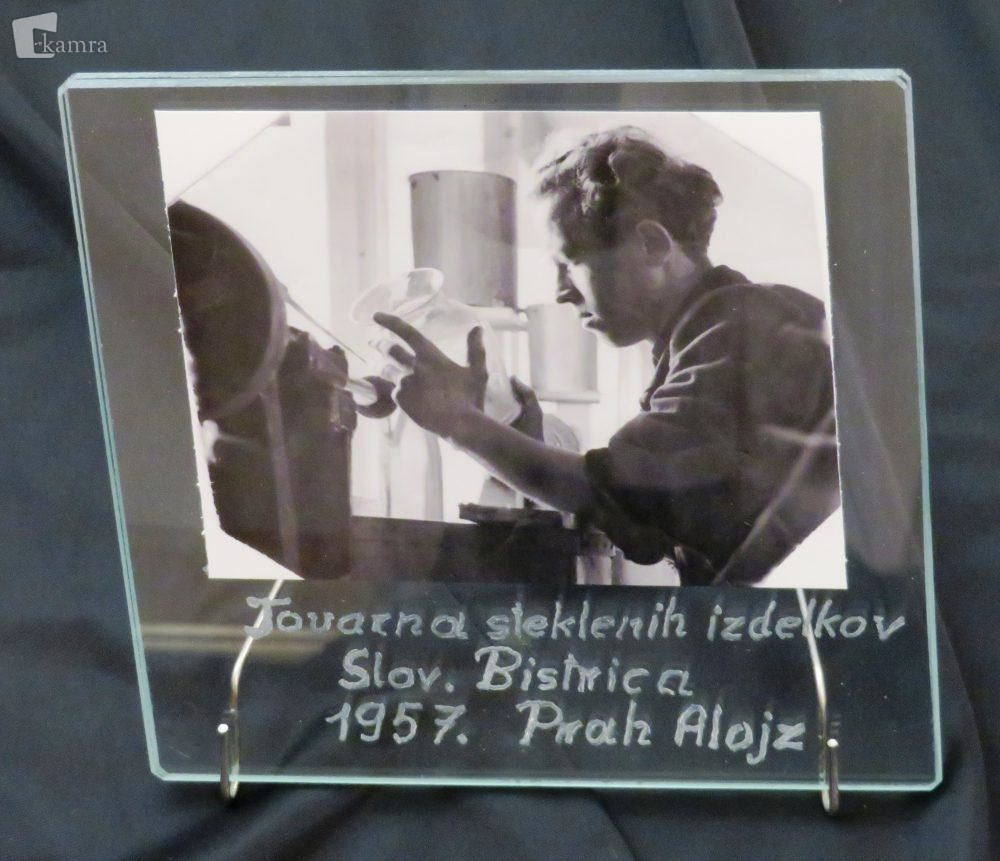 kamra
Tovarna steklenih izdelkov
Slov. Bistrica
1957. Prah Alojz